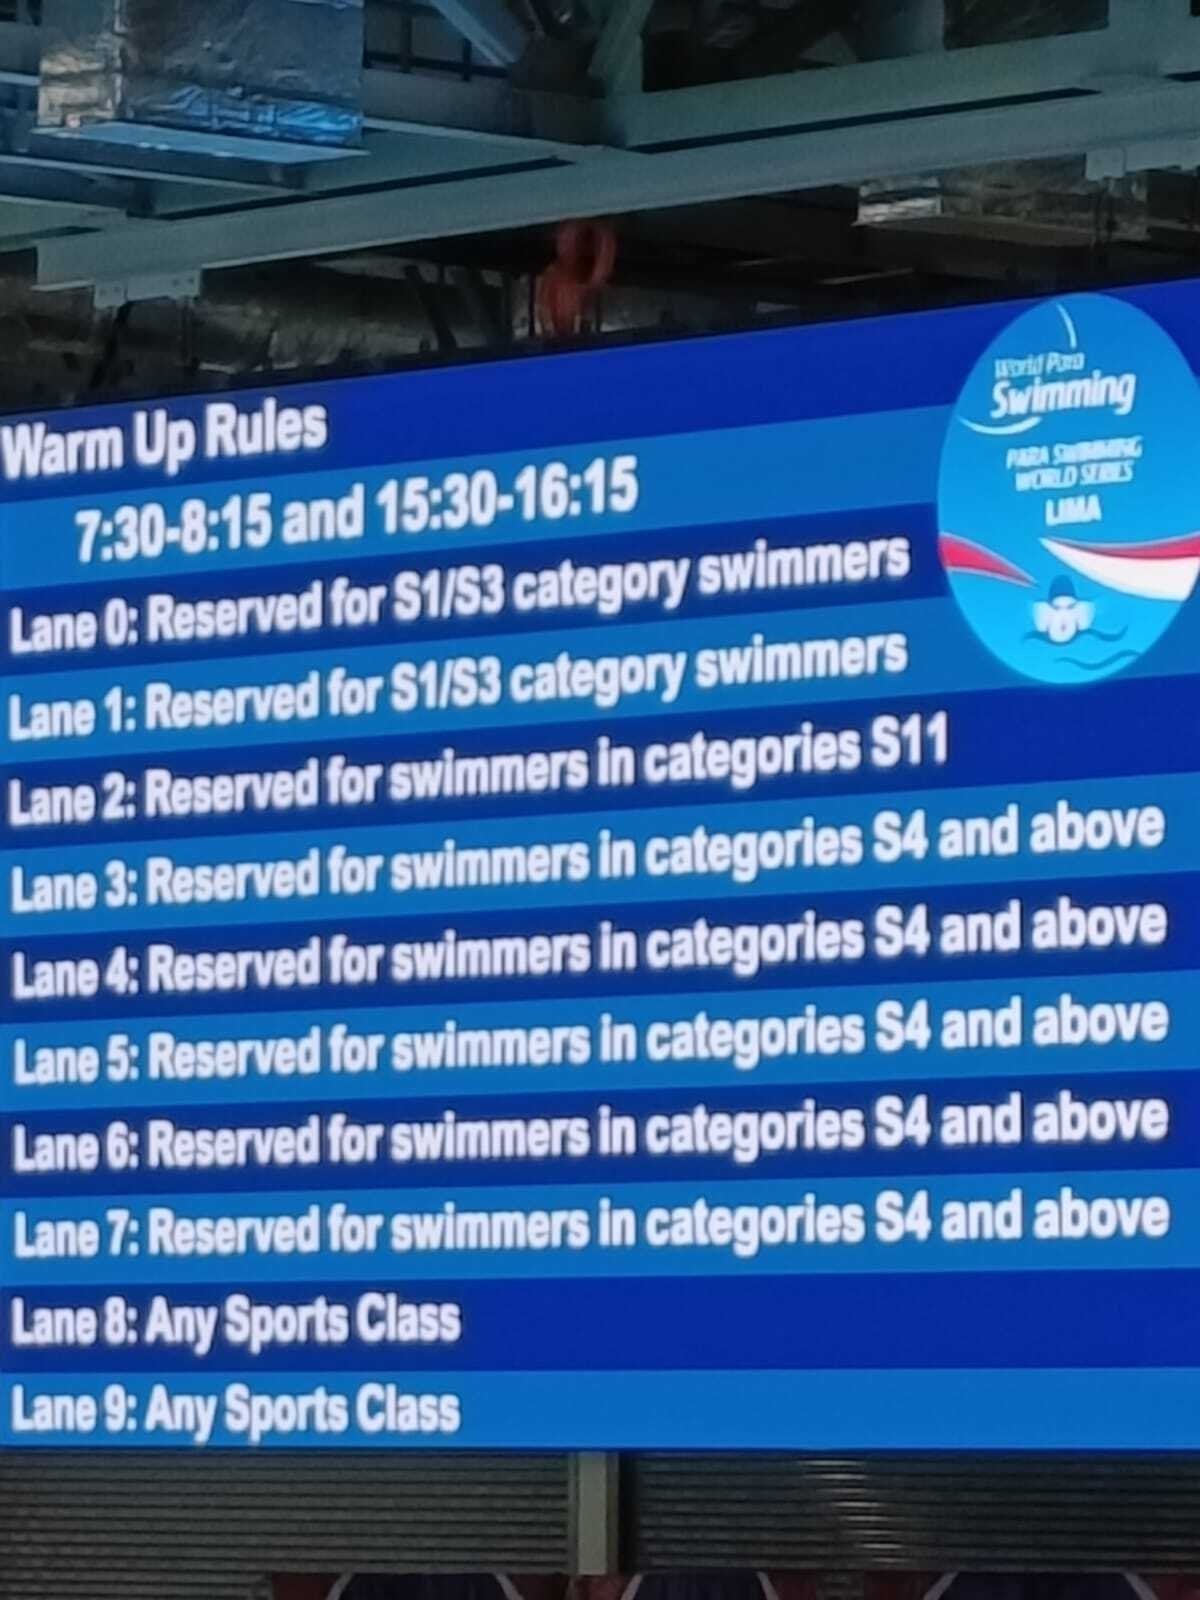 World Para
Swimming
PARA SWIMMING
WORLD SERIES
LIMA
Warm Up Rules
7:30-8:15 and 15:30-16:15
Lane 0: Reserved for S1/S3 category swimmers
Lane 1: Reserved for S1/S3 category swimmers
Lane 2: Reserved for swimmers in categories S11
Lane 3: Reserved for swimmers in categories S4 and above
Lane 4: Reserved for swimmers in categories S4 and above
Lane 5: Reserved for swimmers in categories S4 and above
Lane 6: Reserved for swimmers in categories S4 and above
Lane 7: Reserved for swimmers in categories S4 and above
Lane 8: Any Sports Class
Lane 9: Any Sports Class